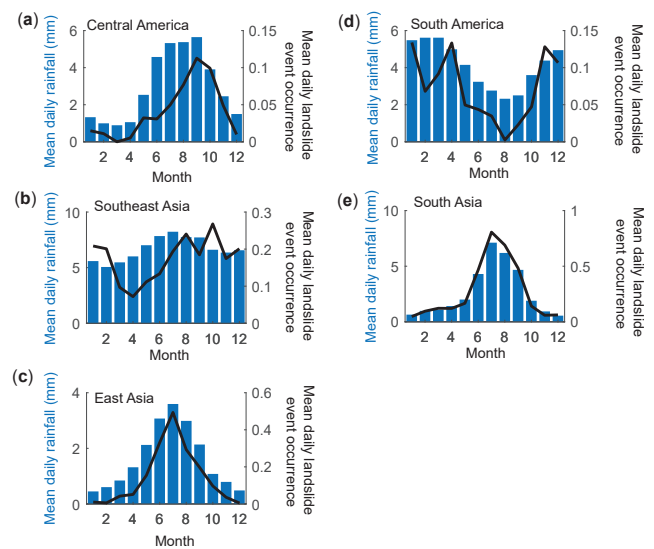 (a)
Central America
Mean daily rainfall (mm)
6
4
2
0
0.15
0.1
0.05
0
Mean daily landslide
event occurrence
2 4 6 8 10 12
Month
(d)
South America
Mean daily rainfall (mm)
6
4
2
0
0.15
0.1
0.05
0
Mean daily landslide
event occurrence
2 4 6 8 10 12
Month
(b)
Southeast Asia
Mean daily rainfall (mm)
10
5
0
0.3
0.2
0.1
0
Mean daily landslide
event occurrence
2 4 6 8 10 12
Month
(e)
South Asia
Mean daily rainfall (mm)
10
5
0
1
0.5
0
Mean daily landslide
event occurrence
2 4 6 8 10 12
Month
(c)
East Asia
Mean daily rainfall (mm)
4
2
0
0.6
0.4
0.2
0
Mean daily landslide
event occurrence
2 4 6 8 10 12
Month